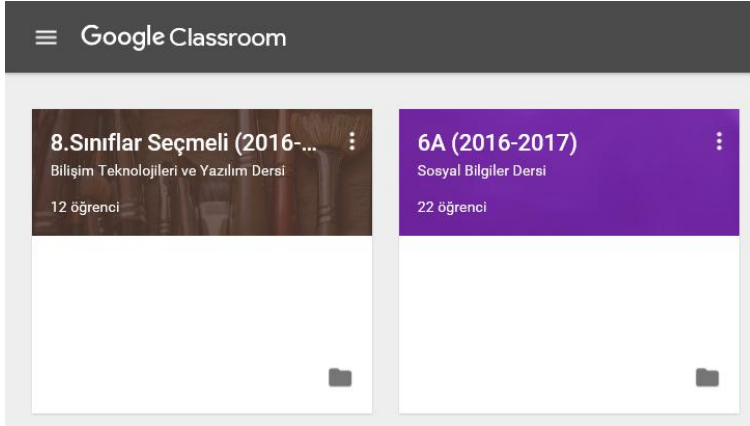 Google Classroom
8.Sınıflar Seçmeli (2016-...
Bilişim Teknolojileri ve Yazılım Dersi
12 öğrenci
6A (2016-2017)
Sosyal Bilgiler Dersi
22 öğrenci